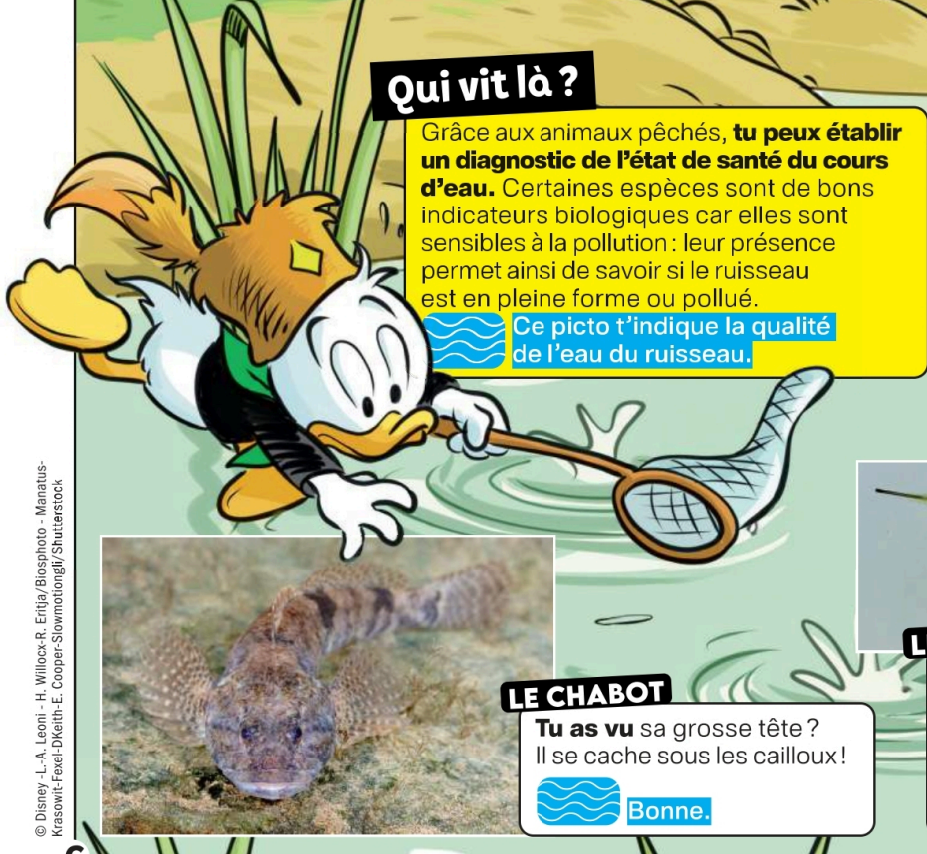 Qui vit là ?
Grâce aux animaux pêchés, tu peux établir
un diagnostic de l'état de santé du cours
d'eau. Certaines espèces sont de bons
indicateurs biologiques car elles sont
sensibles à la pollution : leur présence
permet ainsi de savoir si le ruisseau
est en pleine forme ou pollué.
Ce picto t'indique la qualité
de l'eau du ruisseau.
LE CHABOT
Tu as vu sa grosse tête ?
Il se cache sous les cailloux !
Bonne.
L
© Disney -L.-A. Leoni - H. Willocx-R. Eritja/Biosphoto - Manatus-
Krasowit-Fexel-DKeith-E. Cooper-Slowmotiongli/Shutterstock